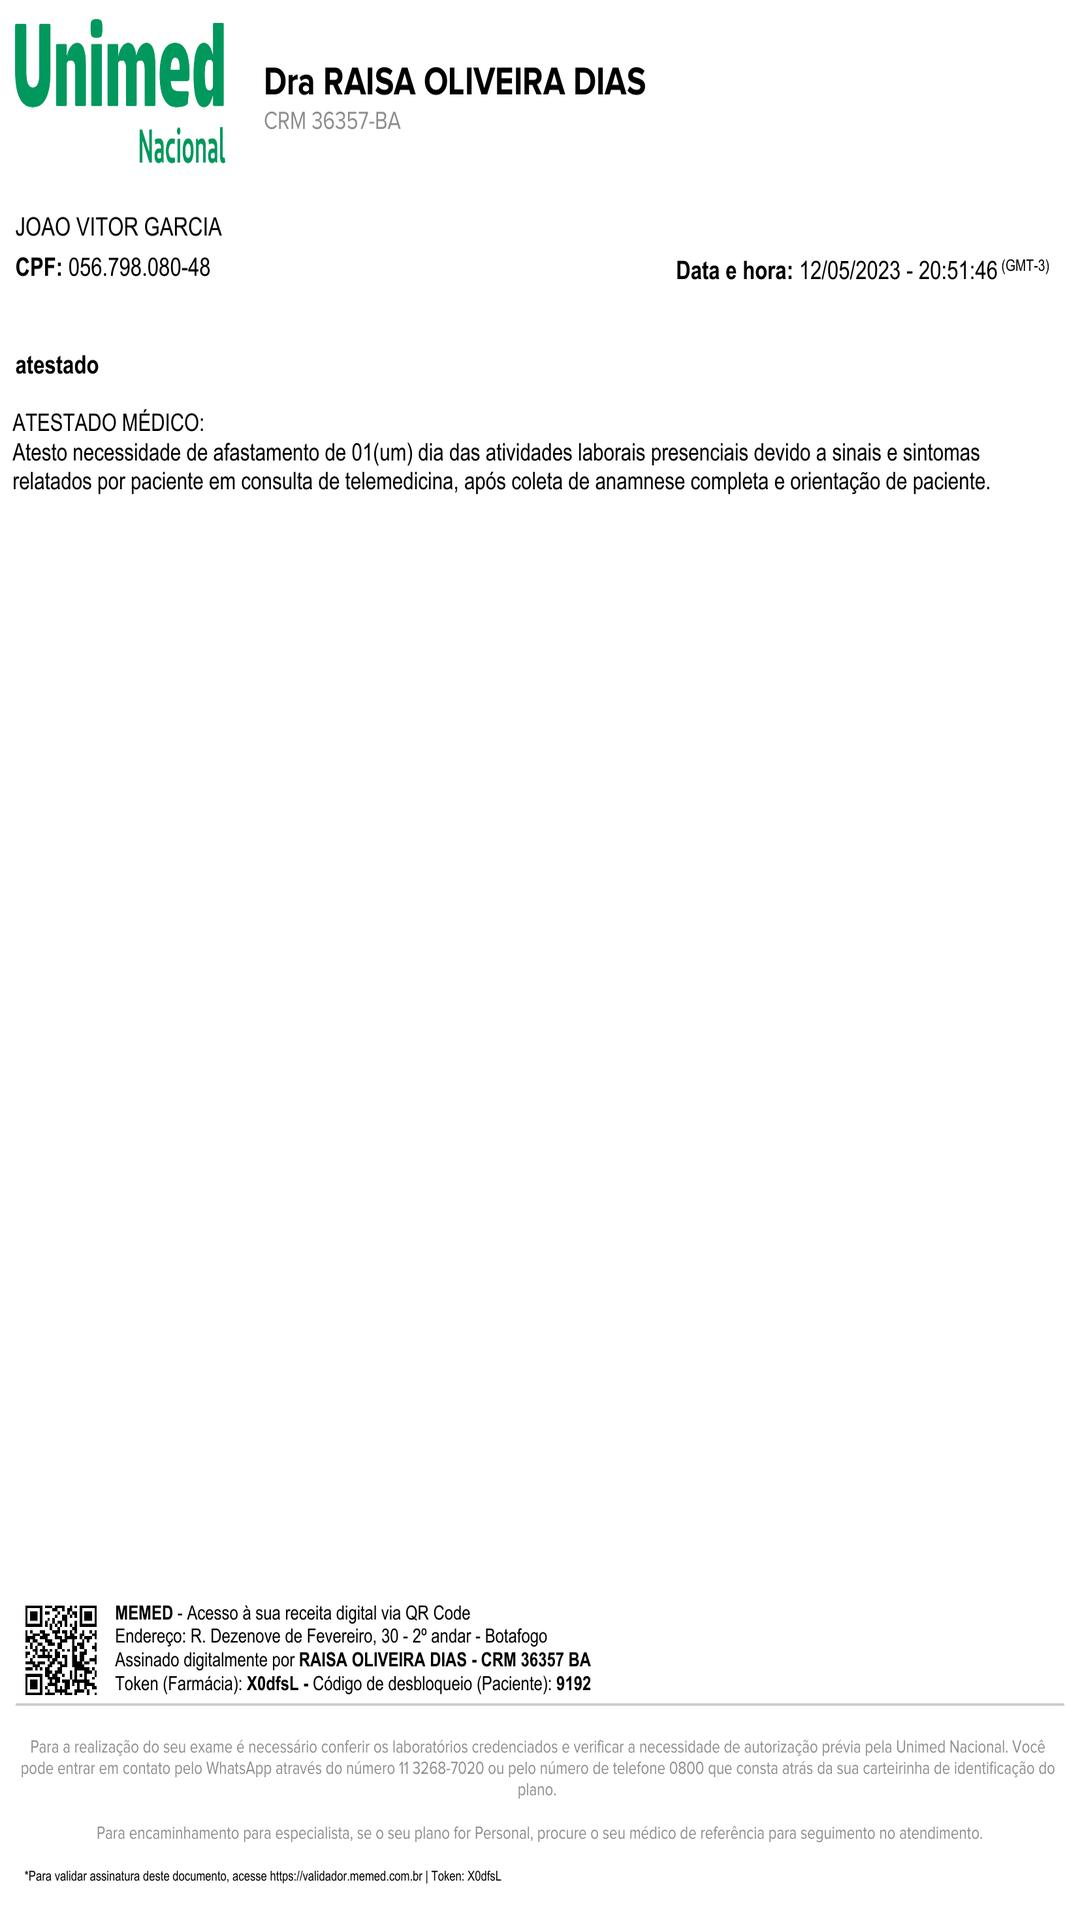 Unimed
Nacional
Dra RAISA OLIVEIRA DIAS
CRM 36357-BA
JOAO VITOR GARCIA
CPF: 056.798.080-48
Data e hora: 12/05/2023 - 20:51:46 (GMT-3)
atestado
ATESTADO MÉDICO:
Atesto necessidade de afastamento de 01(um) dia das atividades laborais presenciais devido a sinais e sintomas
relatados por paciente em consulta de telemedicina, após coleta de anamnese completa e orientação de paciente.
MEMED - Acesso à sua receita digital via QR Code
Endereço: R. Dezenove de Fevereiro, 30 - 2º andar - Botafogo
Assinado digitalmente por RAISA OLIVEIRA DIAS - CRM 36357 BA
Token (Farmácia): X0dfsL - Código de desbloqueio (Paciente): 9192
Para a realização do seu exame é necessário conferir os laboratórios credenciados e verificar a necessidade de autorização prévia pela Unimed Nacional. Você
pode entrar em contato pelo WhatsApp através do número 11 3268-7020 ou pelo número de telefone 0800 que consta atrás da sua carteirinha de identificação do
plano.
Para encaminhamento para especialista, se o seu plano for Personal, procure o seu médico de referência para seguimento no atendimento.
*Para validar assinatura deste documento, acesse https://validador.memed.com.br | Token: X0dfsL